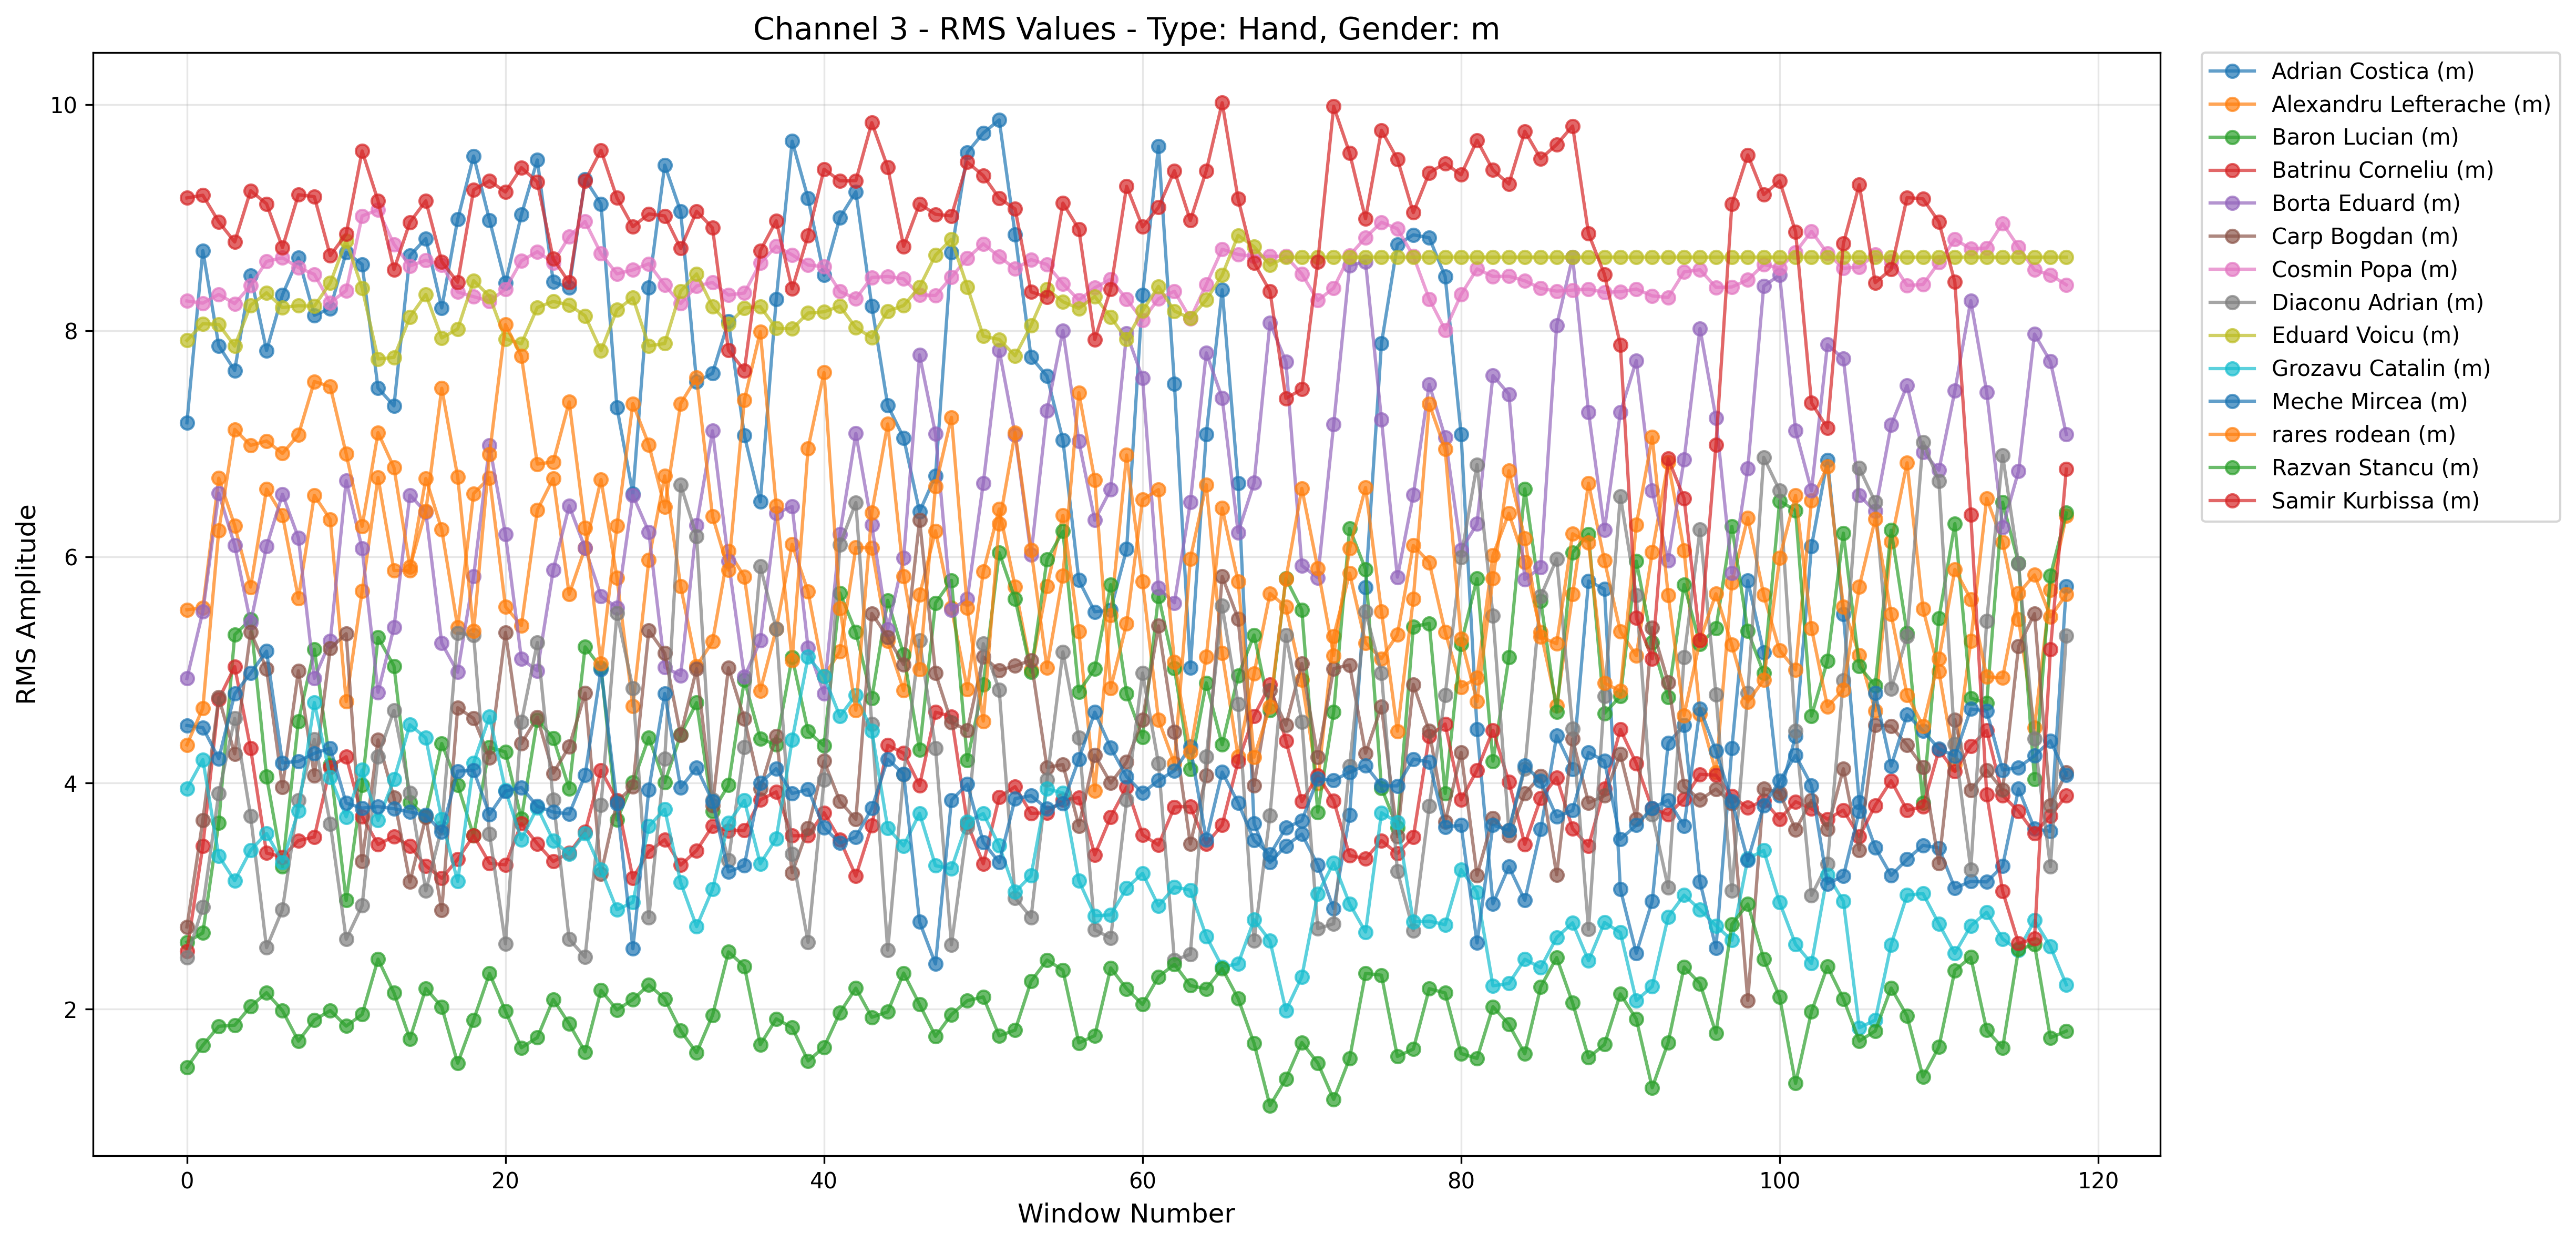 Channel 3 - RMS Values - Type: Hand, Gender: m
RMS Amplitude
10
8
6
4
2
0
20
40
60
80
100
120
Window Number
Adrian Costica (m)
Alexandru Lefterache (m)
Baron Lucian (m)
Batrinu Corneliu (m)
Borta Eduard (m)
Carp Bogdan (m)
Cosmin Popa (m)
Diaconu Adrian (m)
Eduard Voicu (m)
Grozavu Catalin (m)
Meche Mircea (m)
rares rodean (m)
Razvan Stancu (m)
Samir Kurbissa (m)